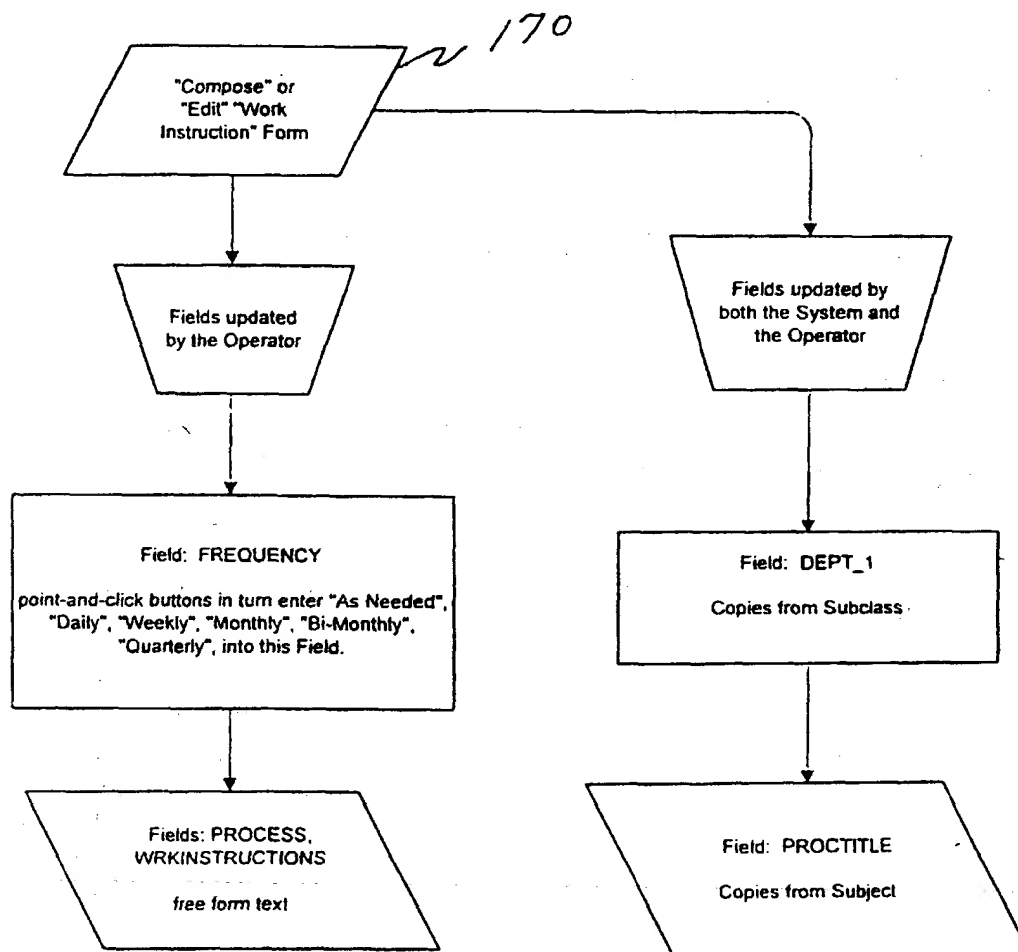 170
"Compose" or
"Edit" "Work
Instruction" Form
Fields updated
by the Operator
Fields updated by
both the System and
the Operator
Field: FREQUENCY
point-and-click buttons in turn enter "As Needed",
"Daily", "Weekly", "Monthly", "Bi-Monthly",
"Quarterly", into this Field.
Field: DEPT_1
Copies from Subclass
Fields: PROCESS,
WRKINSTRUCTIONS
free form text
Field: PROCTITLE
Copies from Subject